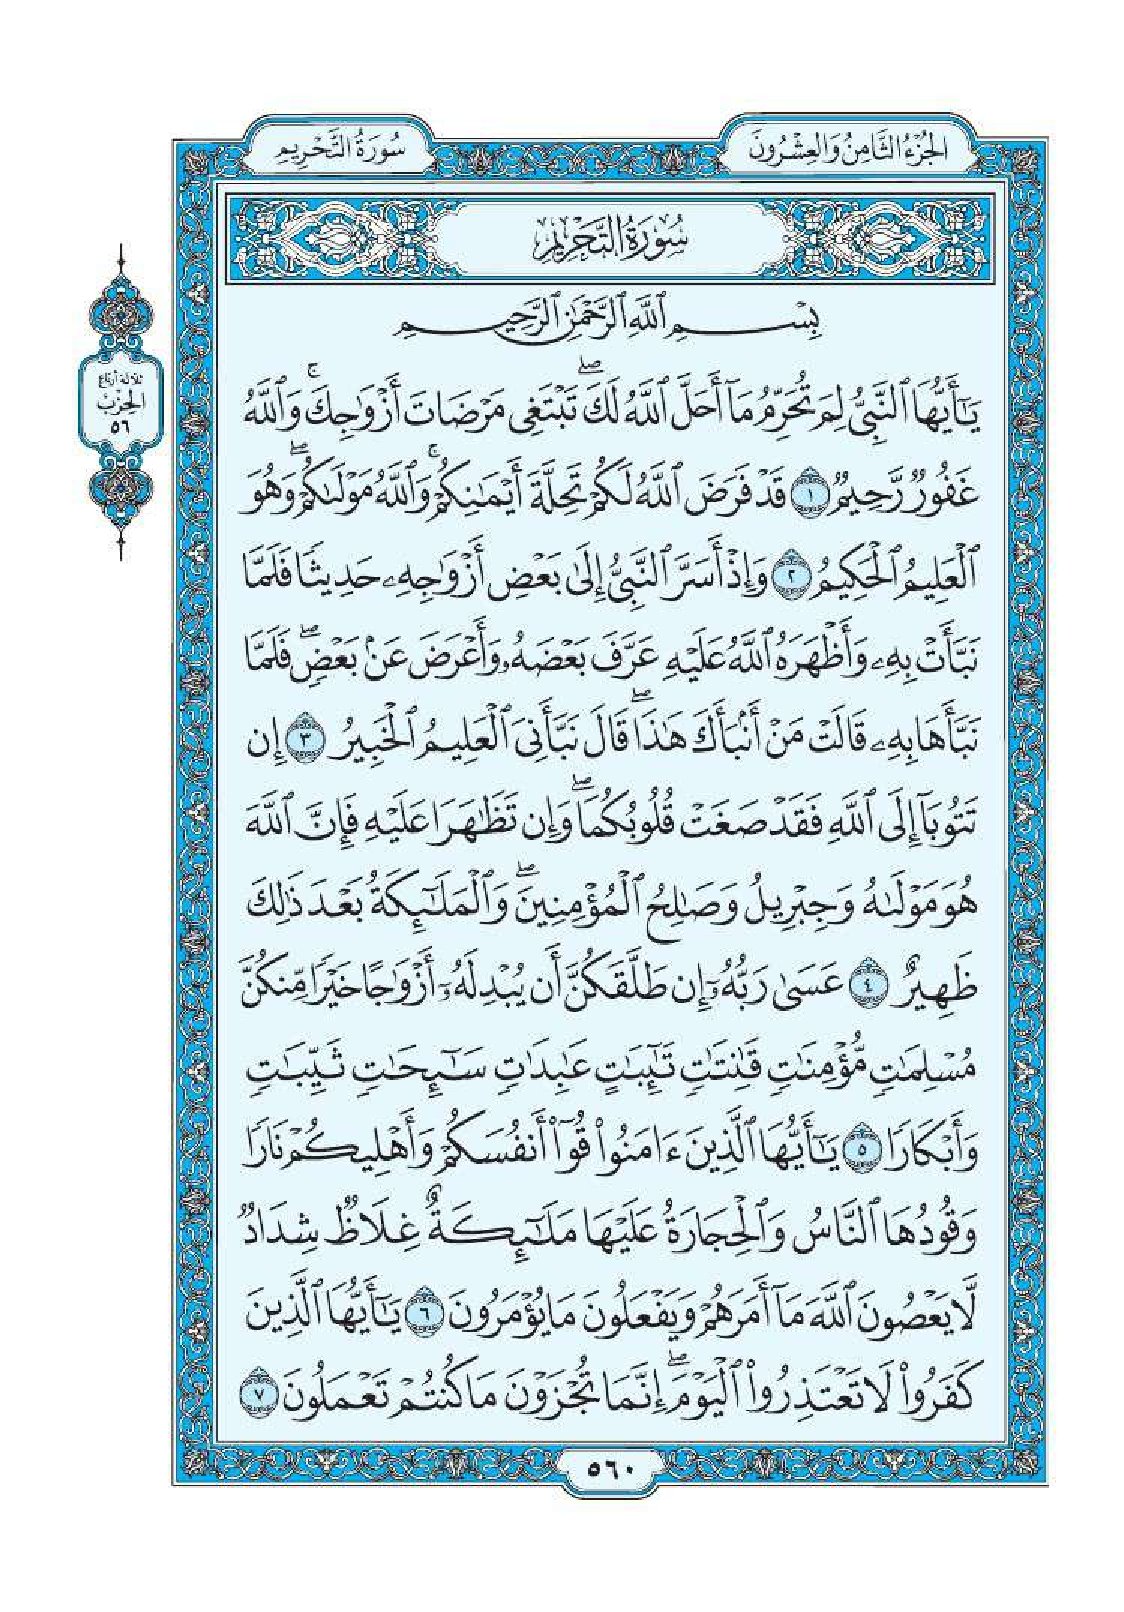 الجُزْءُ الثَّامِنُ وَالعِشْرُونَ
سُورَةُ التَّحْرِيمِ
سُورَةُ التَّحْرِيمِ
بِسْمِ ٱللَّهِ ٱلرَّحْمَٰنِ ٱلرَّحِيمِ
يَٰٓأَيُّهَا ٱلنَّبِىُّ لِمَ تُحَرِّمُ مَآ أَحَلَّ ٱللَّهُ لَكَۖ تَبْتَغِى مَرْضَاتَ أَزْوَٰجِكَۚ وَٱللَّهُ
غَفُورٌ رَّحِيمٌ ١ قَدْ فَرَضَ ٱللَّهُ لَكُمْ تَحِلَّةَ أَيْمَٰنِكُمْۚ وَٱللَّهُ مَوْلَىٰكُمْۖ وَهُوَ
ٱلْعَلِيمُ ٱلْحَكِيمُ ٢ وَإِذْ أَسَرَّ ٱلنَّبِىُّ إِلَىٰ بَعْضِ أَزْوَٰجِهِۦ حَدِيثًا فَلَمَّا
نَبَّأَتْ بِهِۦ وَأَظْهَرَهُ ٱللَّهُ عَلَيْهِ عَرَّفَ بَعْضَهُۥ وَأَعْرَضَ عَنۢ بَعْضٍۖ فَلَمَّا
نَبَّأَهَا بِهِۦ قَالَتْ مَنْ أَنۢبَأَكَ هَٰذَاۖ قَالَ نَبَّأَنِىَ ٱلْعَلِيمُ ٱلْخَبِيرُ ٣ إِن
تَتُوبَآ إِلَى ٱللَّهِ فَقَدْ صَغَتْ قُلُوبُكُمَاۖ وَإِن تَظَٰهَرَا عَلَيْهِ فَإِنَّ ٱللَّهَ
هُوَ مَوْلَىٰهُ وَجِبْرِيلُ وَصَٰلِحُ ٱلْمُؤْمِنِينَۖ وَٱلْمَلَٰٓئِكَةُ بَعْدَ ذَٰلِكَ
ظَهِيرٌ ٤ عَسَىٰ رَبُّهُۥٓ إِن طَلَّقَكُنَّ أَن يُبْدِلَهُۥٓ أَزْوَٰجًا خَيْرًا مِّنكُنَّ
مُسْلِمَٰتٍ مُّؤْمِنَٰتٍ قَٰنِتَٰتٍ تَٰٓئِبَٰتٍ عَٰبِدَٰتٍ سَٰٓئِحَٰتٍ ثَيِّبَٰتٍ
وَأَبْكَارًا ٥ يَٰٓأَيُّهَا ٱلَّذِينَ ءَامَنُوا۟ قُوٓا۟ أَنفُسَكُمْ وَأَهْلِيكُمْ نَارًا
وَقُودُهَا ٱلنَّاسُ وَٱلْحِجَارَةُ عَلَيْهَا مَلَٰٓئِكَةٌ غِلَاظٌ شِدَادٌ
لَّا يَعْصُونَ ٱللَّهَ مَآ أَمَرَهُمْ وَيَفْعَلُونَ مَا يُؤْمَرُونَ ٦ يَٰٓأَيُّهَا ٱلَّذِينَ
كَفَرُوا۟ لَا تَعْتَذِرُوا۟ ٱلْيَوْمَۖ إِنَّمَا تُجْزَوْنَ مَا كُنتُمْ تَعْمَلُونَ ٧
ثلاثة أرباع
الحِزْبِ
٥٦
٥٦٠